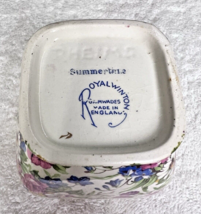 Summertime
ROYAL WINTON
GRIMWADES
MADE IN
ENGLAND